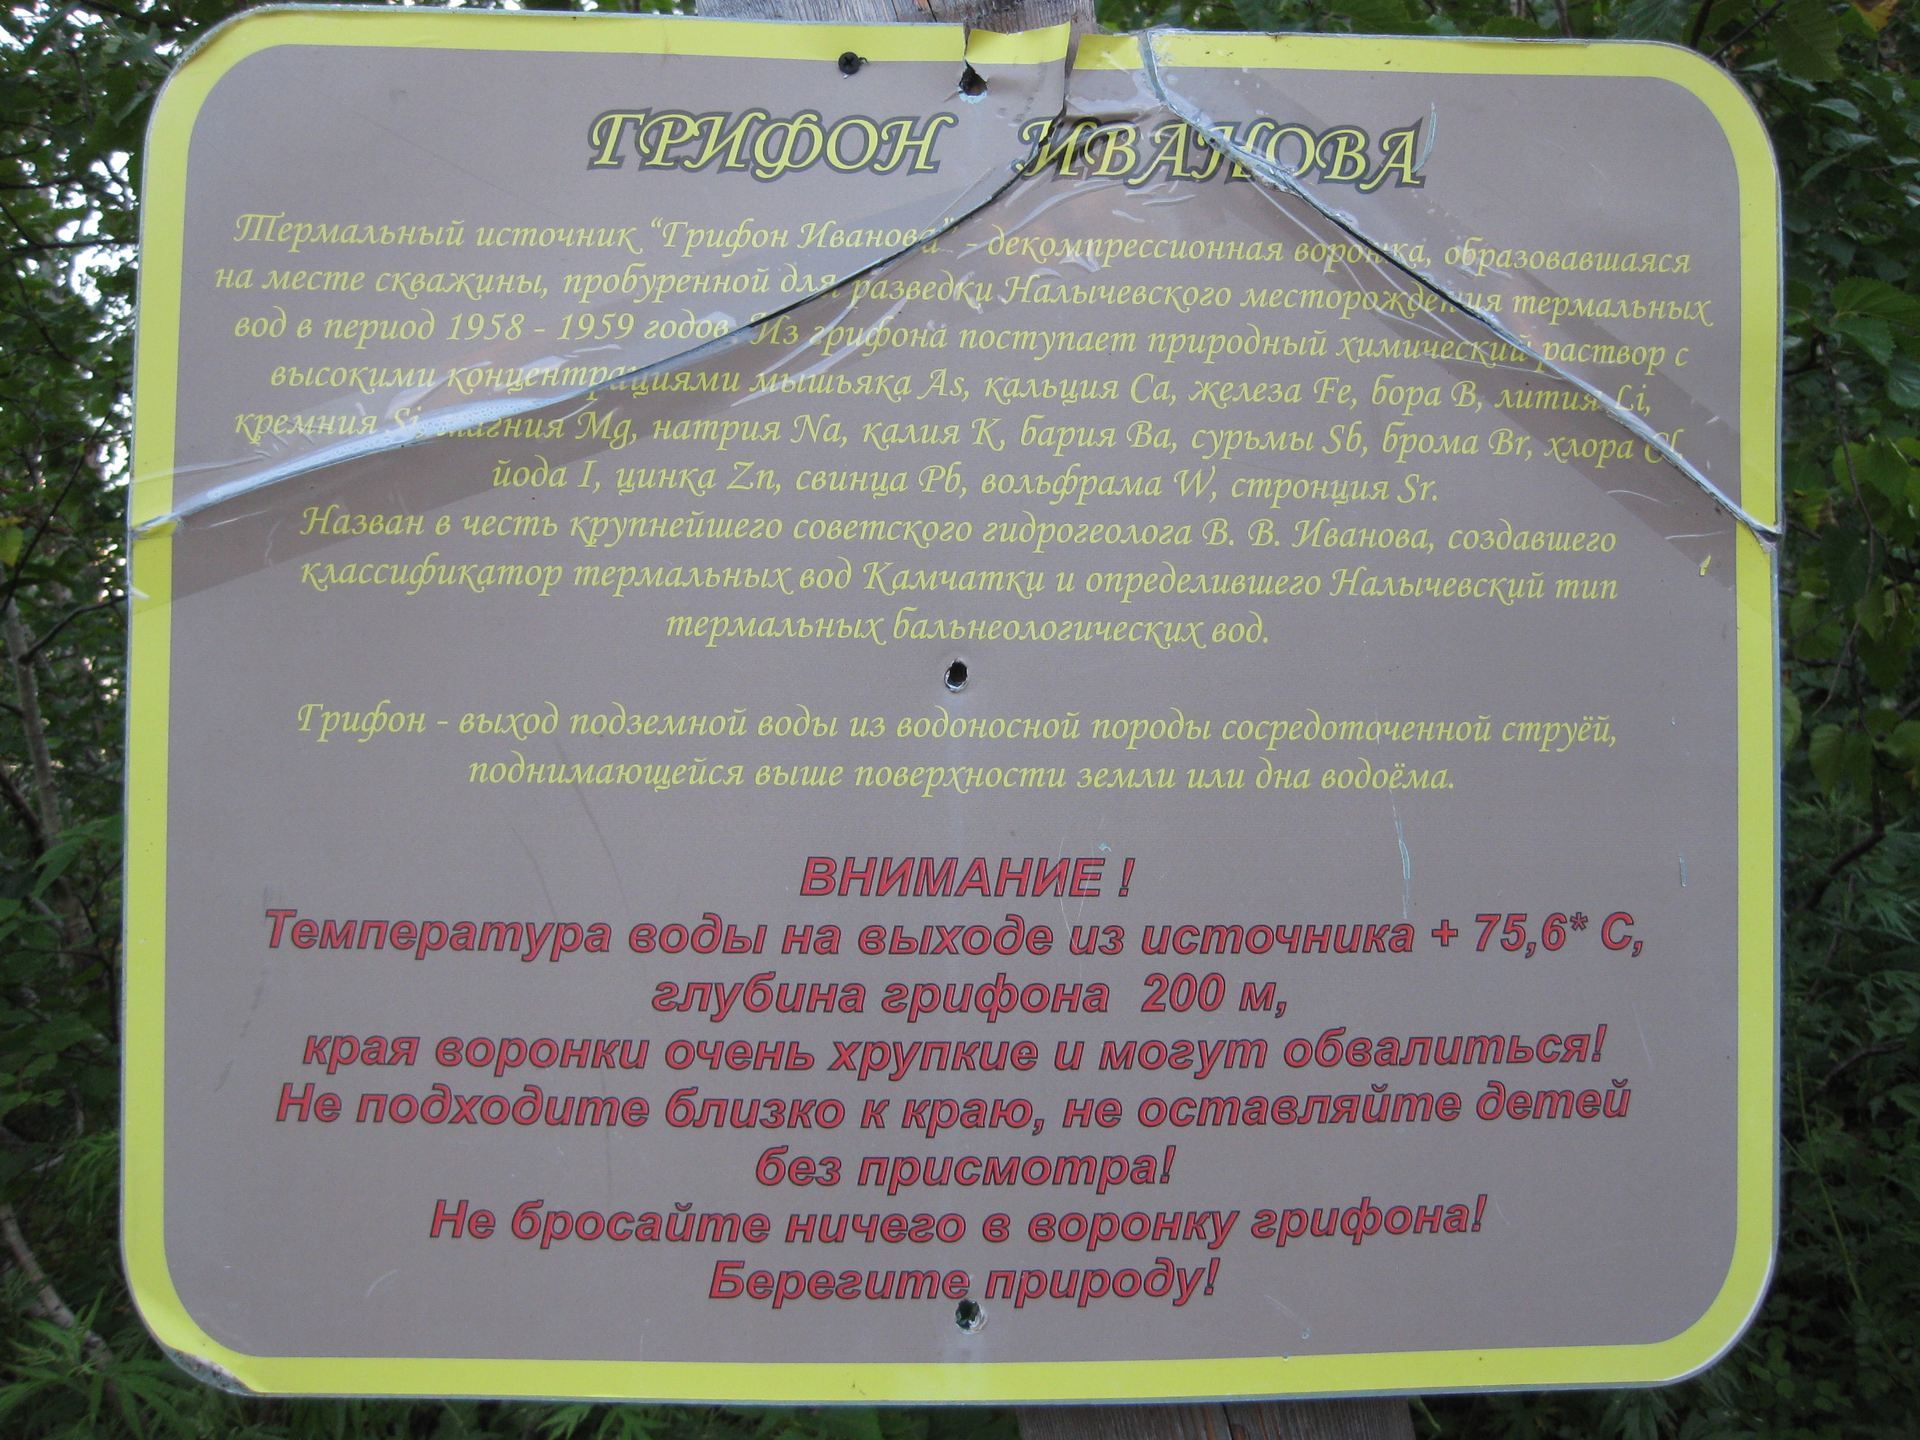 ГРИФОН ИВАНОВА
Термальный источник “Грифон Иванова” - декомпрессионная воронка, образовавшаяся
на месте скважины, пробуренной для разведки Налычевского месторождения термальных
вод в период 1958 - 1959 годов. Из грифона поступает природный химический раствор с
высокими концентрациями мышьяка As, кальция Ca, железа Fe, бора B, лития Li,
кремния Si, магния Mg, натрия Na, калия K, бария Ba, сурьмы Sb, брома Br, хлора Cl,
йода I, цинка Zn, свинца Pb, вольфрама W, стронция Sr.
Назван в честь крупнейшего советского гидрогеолога В. В. Иванова, создавшего
классификатор термальных вод Камчатки и определившего Налычевский тип
термальных бальнеологических вод.
Грифон - выход подземной воды из водоносной породы сосредоточенной струёй,
поднимающейся выше поверхности земли или дна водоёма.
ВНИМАНИЕ !
Температура воды на выходе из источника + 75,6* С,
глубина грифона 200 м,
края воронки очень хрупкие и могут обвалиться!
Не подходите близко к краю, не оставляйте детей
без присмотра!
Не бросайте ничего в воронку грифона!
Берегите природу!